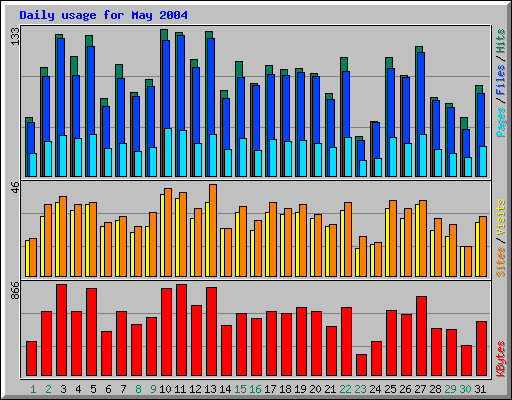 Daily usage for May 2004
133
Pages / Files / Hits
46
Sites / Visits
866
KBytes
1 2 3 4 5 6 7 8 9 10 11 12 13 14 15 16 17 18 19 20 21 22 23 24 25 26 27 28 29 30 31